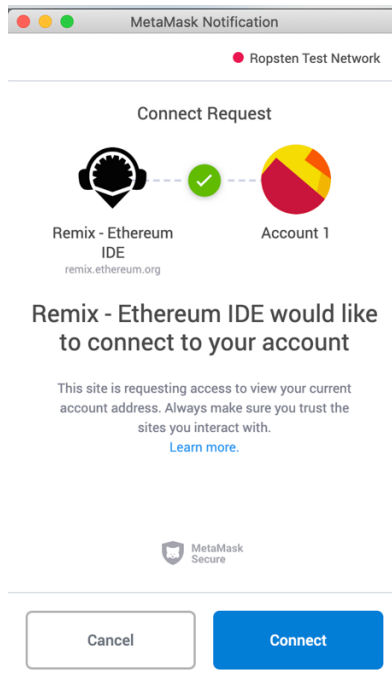 MetaMask Notification
Ropsten Test Network
Connect Request
Remix - Ethereum
IDE
remix.ethereum.org
Account 1
Remix - Ethereum IDE would like
to connect to your account
This site is requesting access to view your current
account address. Always make sure you trust the
sites you interact with.
Learn more.
MetaMask
Secure
Cancel
Connect